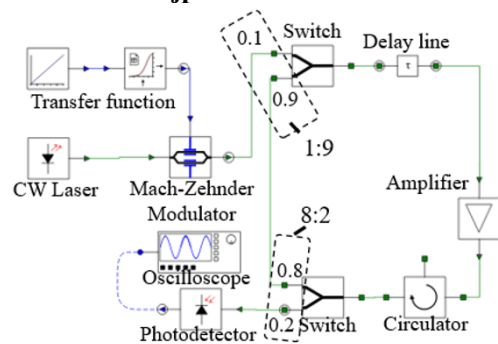 Switch
0.1
Delay line
τ
0.9
Transfer function
1:9
CW Laser
Mach-Zehnder
Modulator
Amplifier
8:2
Oscilloscope
0.8
0.2
Switch
Circulator
Photodetector